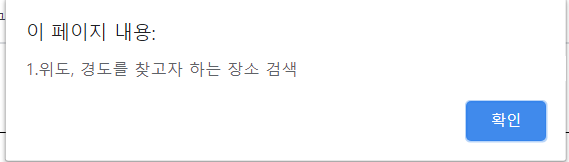 이 페이지 내용:
1.위도, 경도를 찾고자 하는 장소 검색
확인